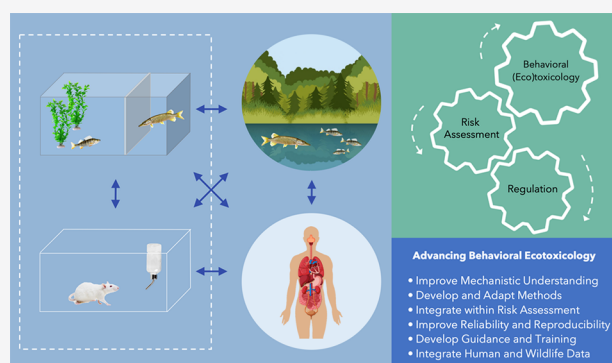 Behavioral
(Eco)toxicology
Risk
Assessment
Regulation
Advancing Behavioral Ecotoxicology
• Improve Mechanistic Understanding
• Develop and Adapt Methods
• Integrate within Risk Assessment
• Improve Reliability and Reproducibility
• Develop Guidance and Training
• Integrate Human and Wildlife Data